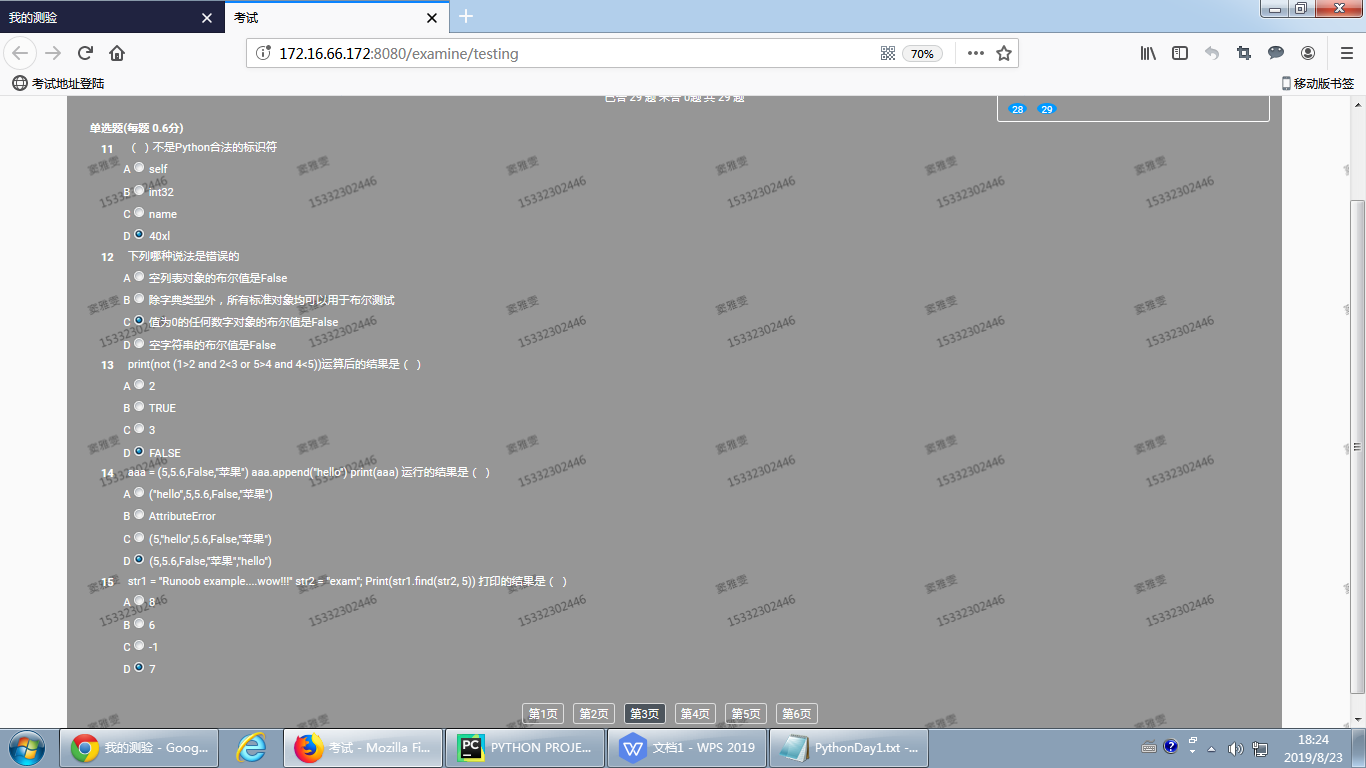 我的测验
考试
172.16.66.172:8080/examine/testing
70%
考试地址登陆
移动版书签
已答 29 题 未答 0题 共 29 题
28 29
单选题(每题 0.6分)
11 （ ）不是Python合法的标识符
A self
B int32
C name
D 40xl
12 下列哪种说法是错误的
A 空列表对象的布尔值是False
B 除字典类型外，所有标准对象均可以用于布尔测试
C 值为0的任何数字对象的布尔值是False
D 空字符串的布尔值是False
13 print(not (1>2 and 2<3 or 5>4 and 4<5))运算后的结果是（ ）
A 2
B TRUE
C 3
D FALSE
14 aaa = (5,5.6,False,"苹果") aaa.append("hello") print(aaa) 运行的结果是（ ）
A ("hello",5,5.6,False,"苹果")
B AttributeError
C (5,"hello",5.6,False,"苹果")
D (5,5.6,False,"苹果","hello")
15 str1 = "Runoob example....wow!!!" str2 = "exam"; Print(str1.find(str2, 5)) 打印的结果是（ ）
A 8
B 6
C -1
D 7
窦雅雯
15332302446
第1页 第2页 第3页 第4页 第5页 第6页
我的测验 - Goog...
考试 - Mozilla Fi...
PYTHON PROJE...
文档1 - WPS 2019
PythonDay1.txt -...
18:24
2019/8/23